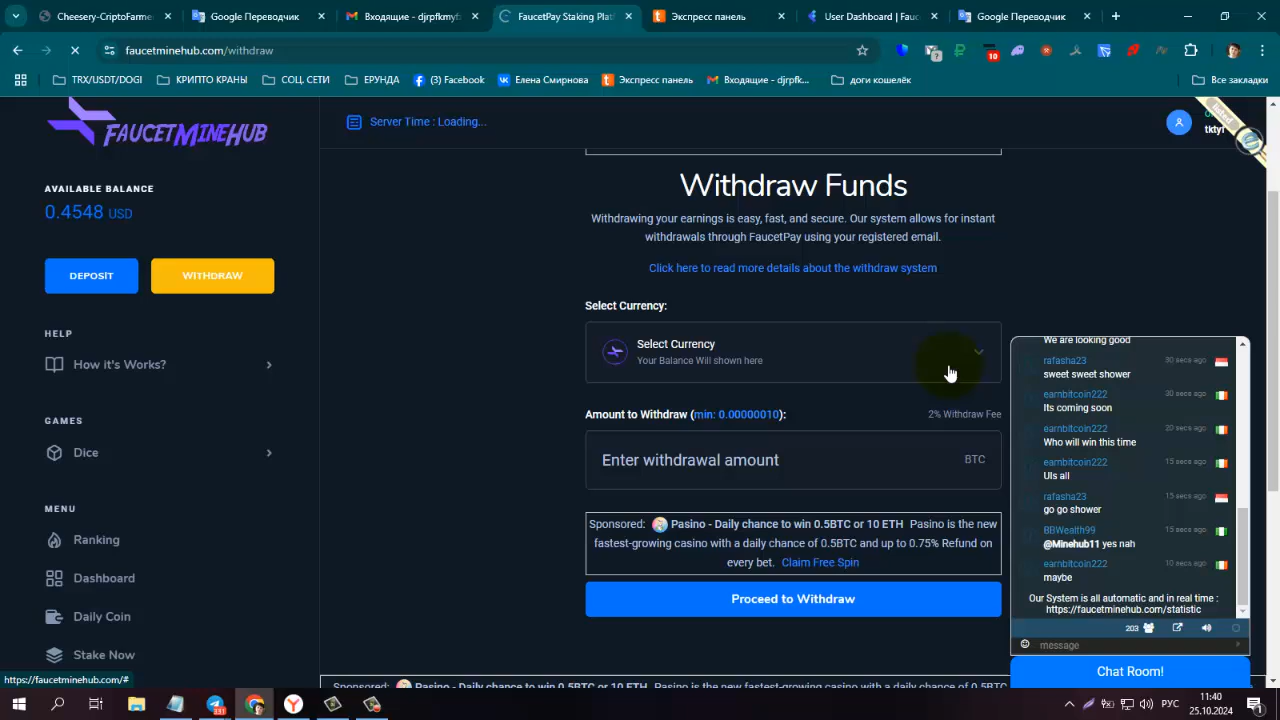 Cheesery-CriptoFarmer
Google Переводчик
Входящие - djrpfkmyfa
FaucetPay Staking Plat
Экспресс панель
User Dashboard | Fauc
Google Переводчик
faucetminehub.com/withdraw
10
TRX/USDT/DOGI
КРИПТО КРАНЫ
СОЦ. СЕТИ
ЕРУНДА
(3) Facebook
Елена Смирнова
Экспресс панель
Входящие - djrpfk...
доги кошелёк
Все закладки
FAUCETMINEHUB
Server Time : Loading...
tktyf
AVAILABLE BALANCE
0.4548 USD
DEPOSIT
WITHDRAW
HELP
How it's Works?
GAMES
Dice
MENU
Ranking
Dashboard
Daily Coin
Stake Now
Withdraw Funds
Withdrawing your earnings is easy, fast, and secure. Our system allows for instant
withdrawals through FaucetPay using your registered email.
Click here to read more details about the withdraw system
Select Currency:
Select Currency
Your Balance Will shown here
Amount to Withdraw (min: 0.00000010):
2% Withdraw Fee
Enter withdrawal amount
BTC
Sponsored: Pasino - Daily chance to win 0.5BTC or 10 ETH Pasino is the new
fastest-growing casino with a daily chance of 0.5BTC and up to 0.75% Refund on
every bet. Claim Free Spin
Proceed to Withdraw
Sponsored: Pasino - Daily chance to win 0.5BTC or 10 ETH Pasino is the new fastest-growing casino with a daily chance of 0.5BTC
We are looking good
rafasha23 30 secs ago
sweet sweet shower
earnbitcoin222 30 secs ago
Its coming soon
earnbitcoin222 20 secs ago
Who will win this time
earnbitcoin222 15 secs ago
Uls all
rafasha23 15 secs ago
go go shower
BBWealth99 15 secs ago
@Minehub11 yes nah
earnbitcoin222 10 secs ago
maybe
Our System is all automatic and in real time :
https://faucetminehub.com/statistic
203
message
Chat Room!
https://faucetminehub.com/#
РУС
11:40
25.10.2024